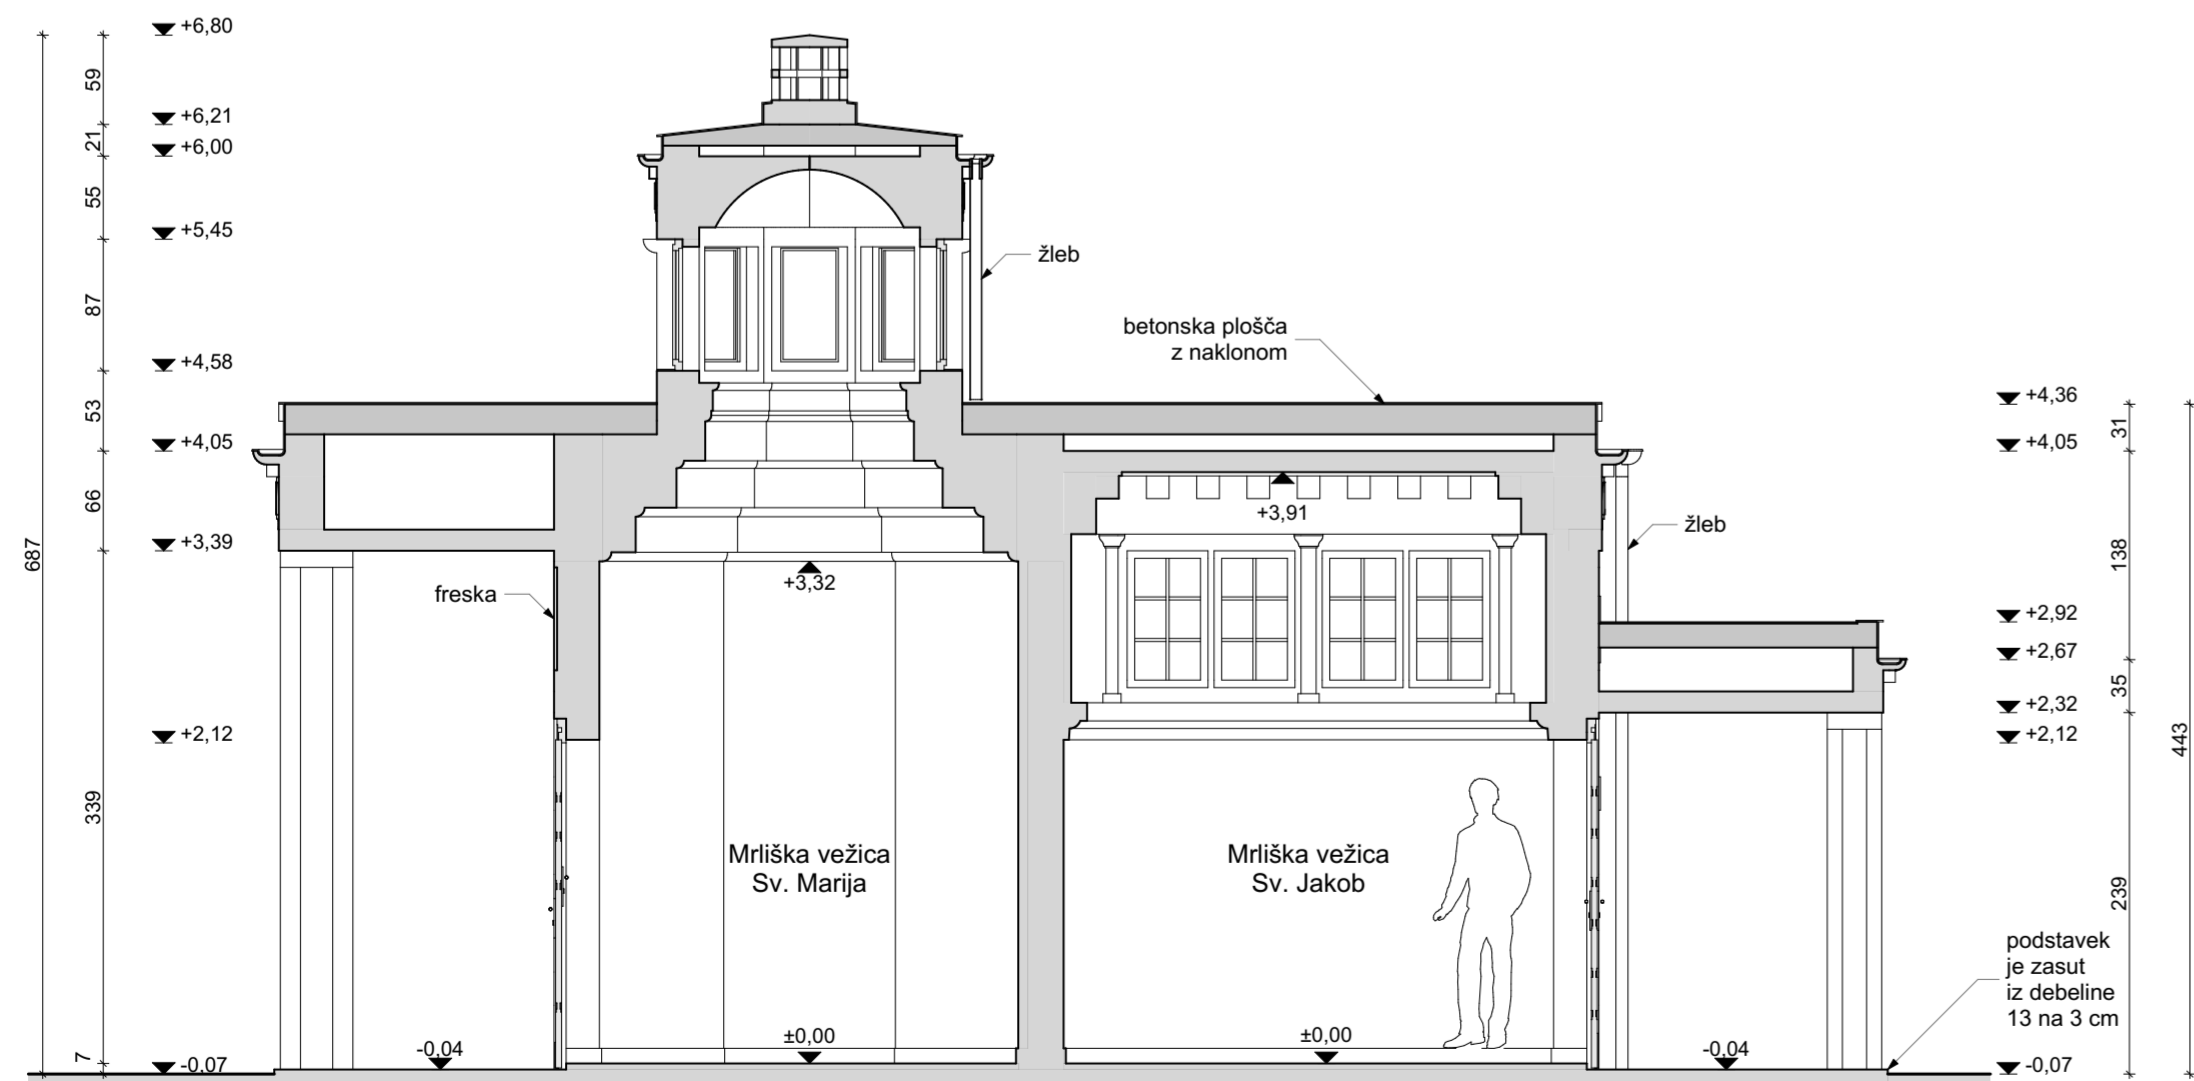 +6,80
+6,21
+6,00
+5,45
+4,58
+4,05
+3,39
+2,12
-0,07
59
21
55
87
53
66
339
7
687
žleb
betonska plošča
z naklonom
freska
+3,32
+3,91
žleb
Mrliška vežica
Sv. Marija
Mrliška vežica
Sv. Jakob
-0,04
±0,00
±0,00
-0,04
+4,36
+4,05
+2,92
+2,67
+2,32
+2,12
-0,07
31
138
35
239
443
podstavek
je zasut
iz debeline
13 na 3 cm